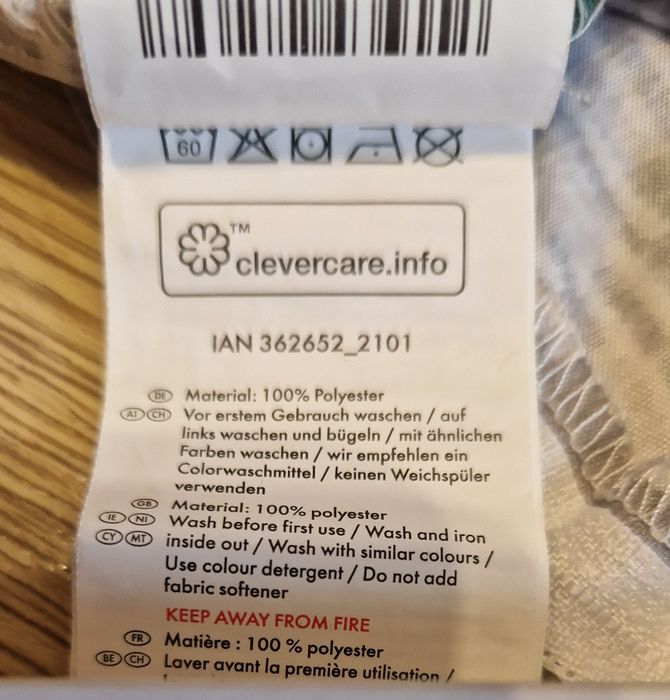 60
TM
clevercare.info
IAN 362652_2101
DE Material: 100% Polyester
AT CH Vor erstem Gebrauch waschen / auf
links waschen und bügeln / mit ähnlichen
Farben waschen / wir empfehlen ein
Colorwaschmittel / keinen Weichspüler
verwenden
GB Material: 100% polyester
IE NI Wash before first use / Wash and iron
CY MT inside out / Wash with similar colours /
Use colour detergent / Do not add
fabric softener
KEEP AWAY FROM FIRE
FR Matière : 100 % polyester
BE CH Laver avant la première utilisation /